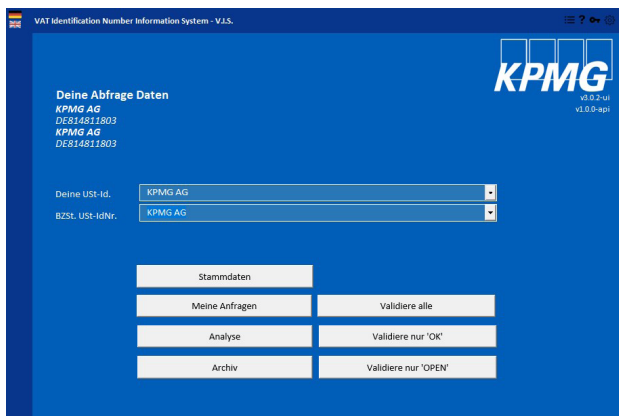 VAT Identification Number Information System - V.I.S.
?
KPMG
v3.0.2-ui
v1.0.0-api
Deine Abfrage Daten
KPMG AG
DE814811803
KPMG AG
DE814811803
Deine USt-Id.
KPMG AG
BZSt. USt-IdNr.
KPMG AG
Stammdaten
Meine Anfragen
Validiere alle
Analyse
Validiere nur 'OK'
Archiv
Validiere nur 'OPEN'